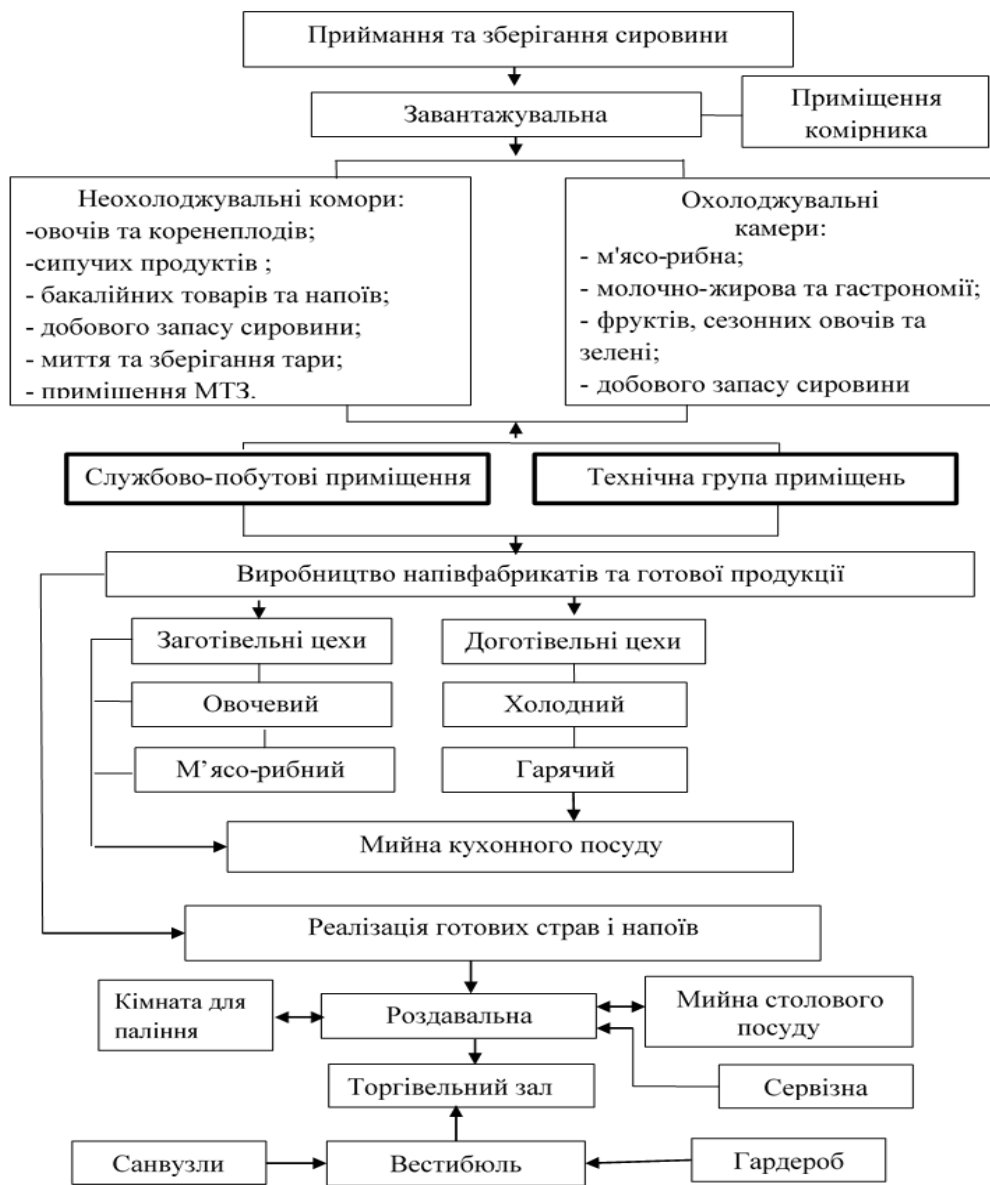 Приймання та зберігання сировини
Завантажувальна
Приміщення
комірника
Неохолоджувальні комори:
-овочів та коренеплодів;
-сипучих продуктів ;
- бакалійних товарів та напоїв;
- добового запасу сировини;
- миття та зберігання тари;
- приміщення МТЗ.
Охолоджувальні
камери:
- м'ясо-рибна;
- молочно-жирова та гастрономії;
- фруктів, сезонних овочів та
зелені;
- добового запасу сировини
Службово-побутові приміщення
Технічна група приміщень
Виробництво напівфабрикатів та готової продукції
Заготівельні цехи
Доготівельні цехи
Овочевий
Холодний
М’ясо-рибний
Гарячий
Мийна кухонного посуду
Реалізація готових страв і напоїв
Кімната для
паління
Роздавальна
Мийна столового
посуду
Торгівельний зал
Сервізна
Санвузли
Вестибюль
Гардероб